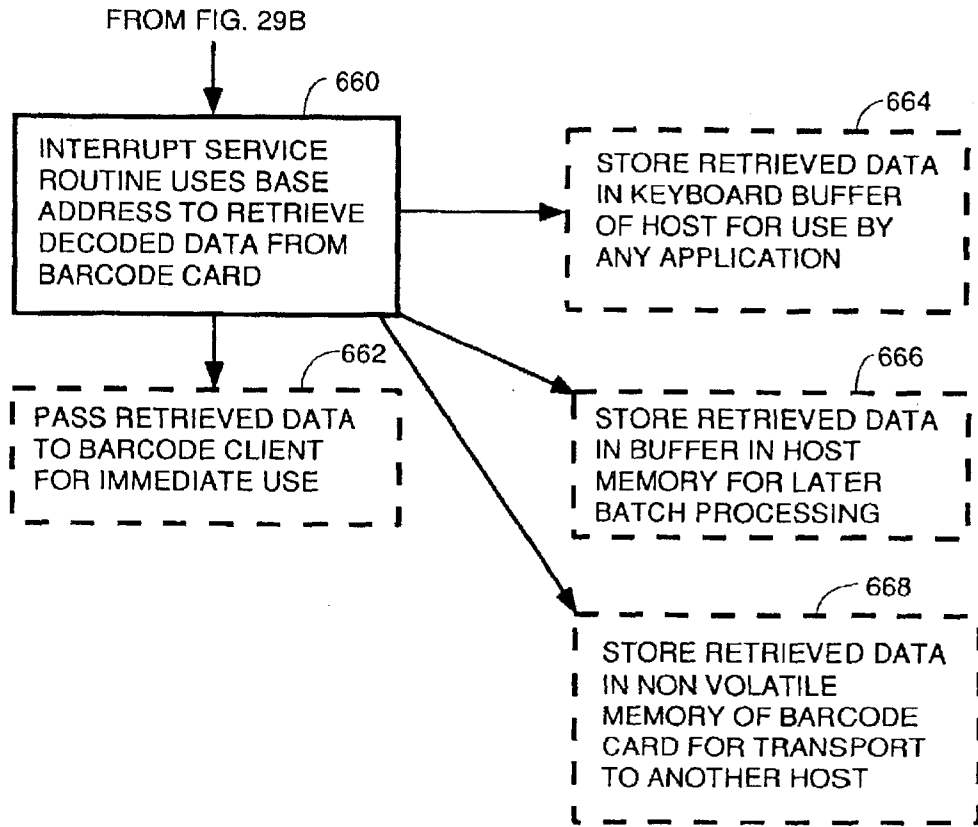 FROM FIG. 29B
660
INTERRUPT SERVICE
ROUTINE USES BASE
ADDRESS TO RETRIEVE
DECODED DATA FROM
BARCODE CARD
664
STORE RETRIEVED DATA
IN KEYBOARD BUFFER
OF HOST FOR USE BY
ANY APPLICATION
662
PASS RETRIEVED DATA
TO BARCODE CLIENT
FOR IMMEDIATE USE
666
STORE RETRIEVED DATA
IN BUFFER IN HOST
MEMORY FOR LATER
BATCH PROCESSING
668
STORE RETRIEVED DATA
IN NON VOLATILE
MEMORY OF BARCODE
CARD FOR TRANSPORT
TO ANOTHER HOST